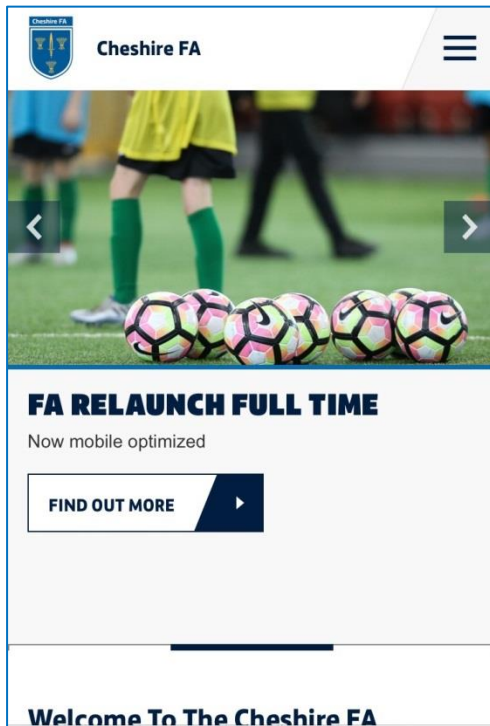 Cheshire FA
Cheshire FA
FA RELAUNCH FULL TIME
Now mobile optimized
FIND OUT MORE
Welcome To The Cheshire FA